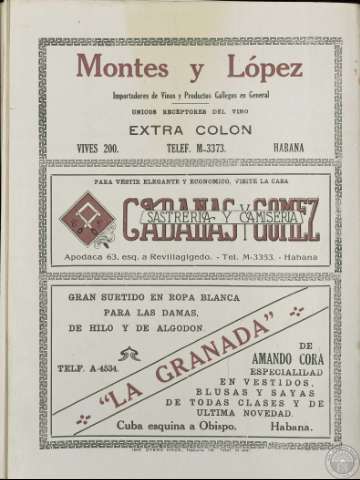 Montes y López
Importadores de Vinos y Productos Gallegos en General
UNICOS RECEPTORES DEL VINO
EXTRA COLON
VIVES 200. TELEF. M-3373. HABANA
PARA VESTIR ELEGANTE Y ECONOMICO, VISITE LA CASA
CABANAS Y GOMEZ
SASTRERIA Y CAMISERIA
Apodaca 63, esq. a Revillagigedo. - Tel. M-3353. - Habana
GRAN SURTIDO EN ROPA BLANCA
PARA LAS DAMAS,
DE HILO Y DE ALGODON.
TELF. A-4534.
"LA GRANADA"
DE
AMANDO CORA
ESPECIALIDAD
EN VESTIDOS,
BLUSAS Y SAYAS
DE TODAS CLASES Y DE
ULTIMA NOVEDAD.
Cuba esquina a Obispo. Habana.